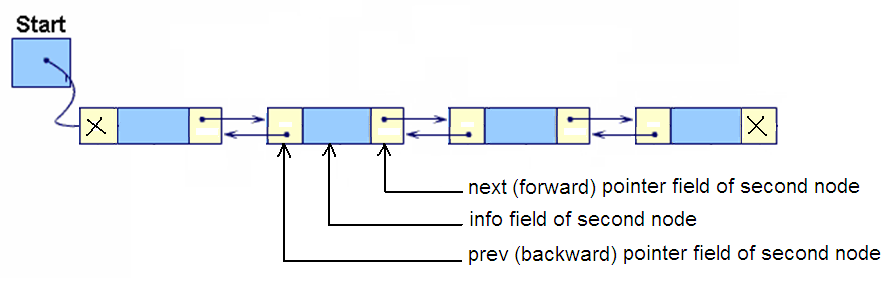 Start
X
X
next (forward) pointer field of second node
info field of second node
prev (backward) pointer field of second node